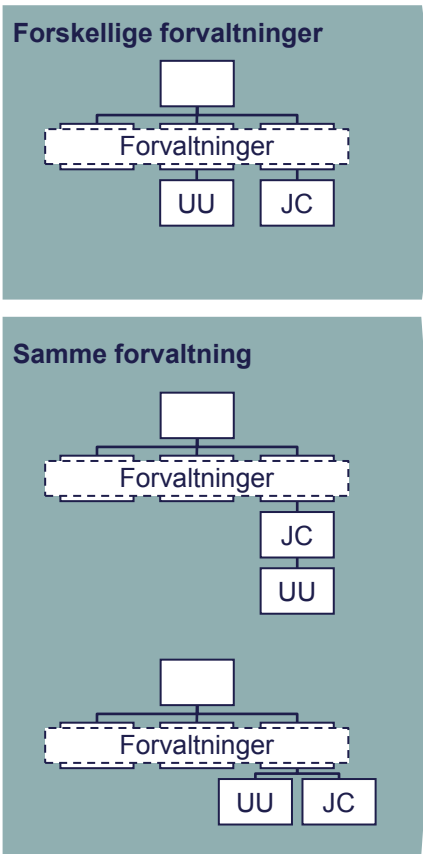 Forskellige forvaltninger
Forvaltninger
UU JC
Samme forvaltning
Forvaltninger
JC
UU
Forvaltninger
UU JC